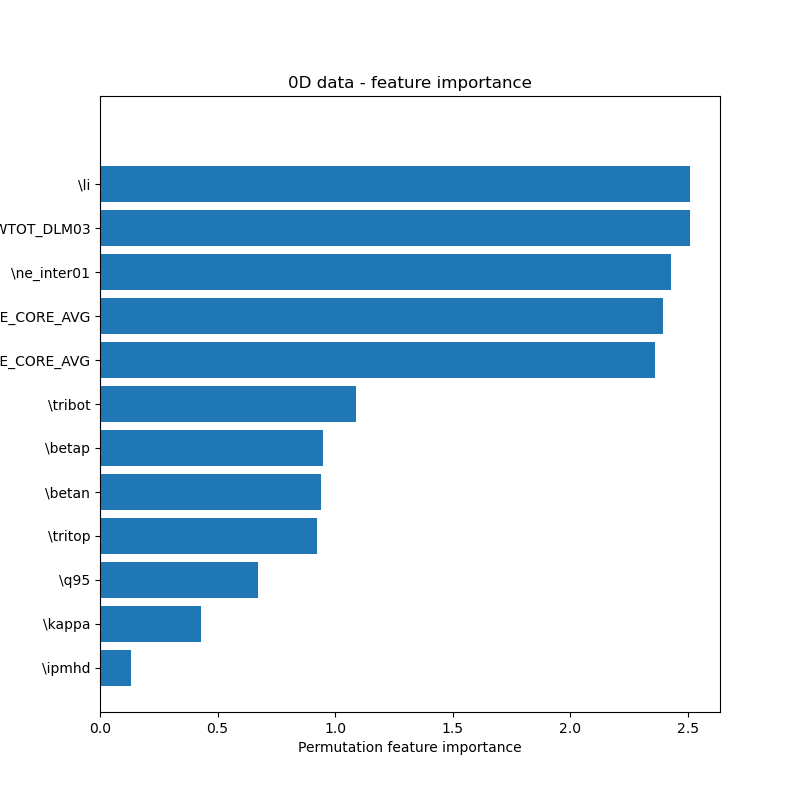 0D data - feature importance
\li
WTOT_DLM03
\ne_inter01
E_CORE_AVG
E_CORE_AVG
\tribot
\betap
\betan
\tritop
\q95
\kappa
\ipmhd
0.0 0.5 1.0 1.5 2.0 2.5
Permutation feature importance